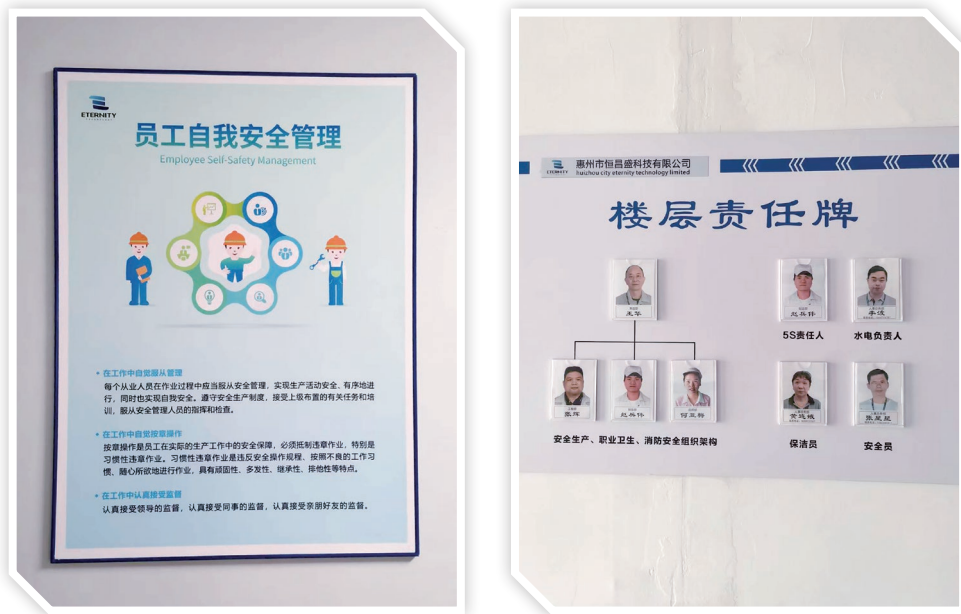 ETERNITY
员工自我安全管理
Employee Self-Safety Management
在工作中自觉服从管理
每个从业人员在作业过程中应当服从安全管理，实现生产活动安全、有序地进
行，同时也实现自我安全。遵守安全生产制度，接受上级布置的有关任务和培
训，服从安全管理人员的指挥和检查。
在工作中自觉按章操作
按章操作是员工在实际的生产工作中的安全保障，必须抵制违章作业，特别是
习惯性违章作业。习惯性违章作业是违反安全操作规程、按照不良的工作习
惯，随心所欲地进行作业，具有顽固性、多发性、继承性、排他性等特点。
在工作中认真接受监督
认真接受领导的监督，认真接受同事的监督，认真接受亲朋好友的监督。
ETERNITY
惠州市恒昌盛科技有限公司
huizhou city eternity technology limited
楼层责任牌
王华
赵兵伟
李波
5S责任人
水电负责人
赵兵伟
安全生产、职业卫生、消防安全组织架构
保洁员
安全员